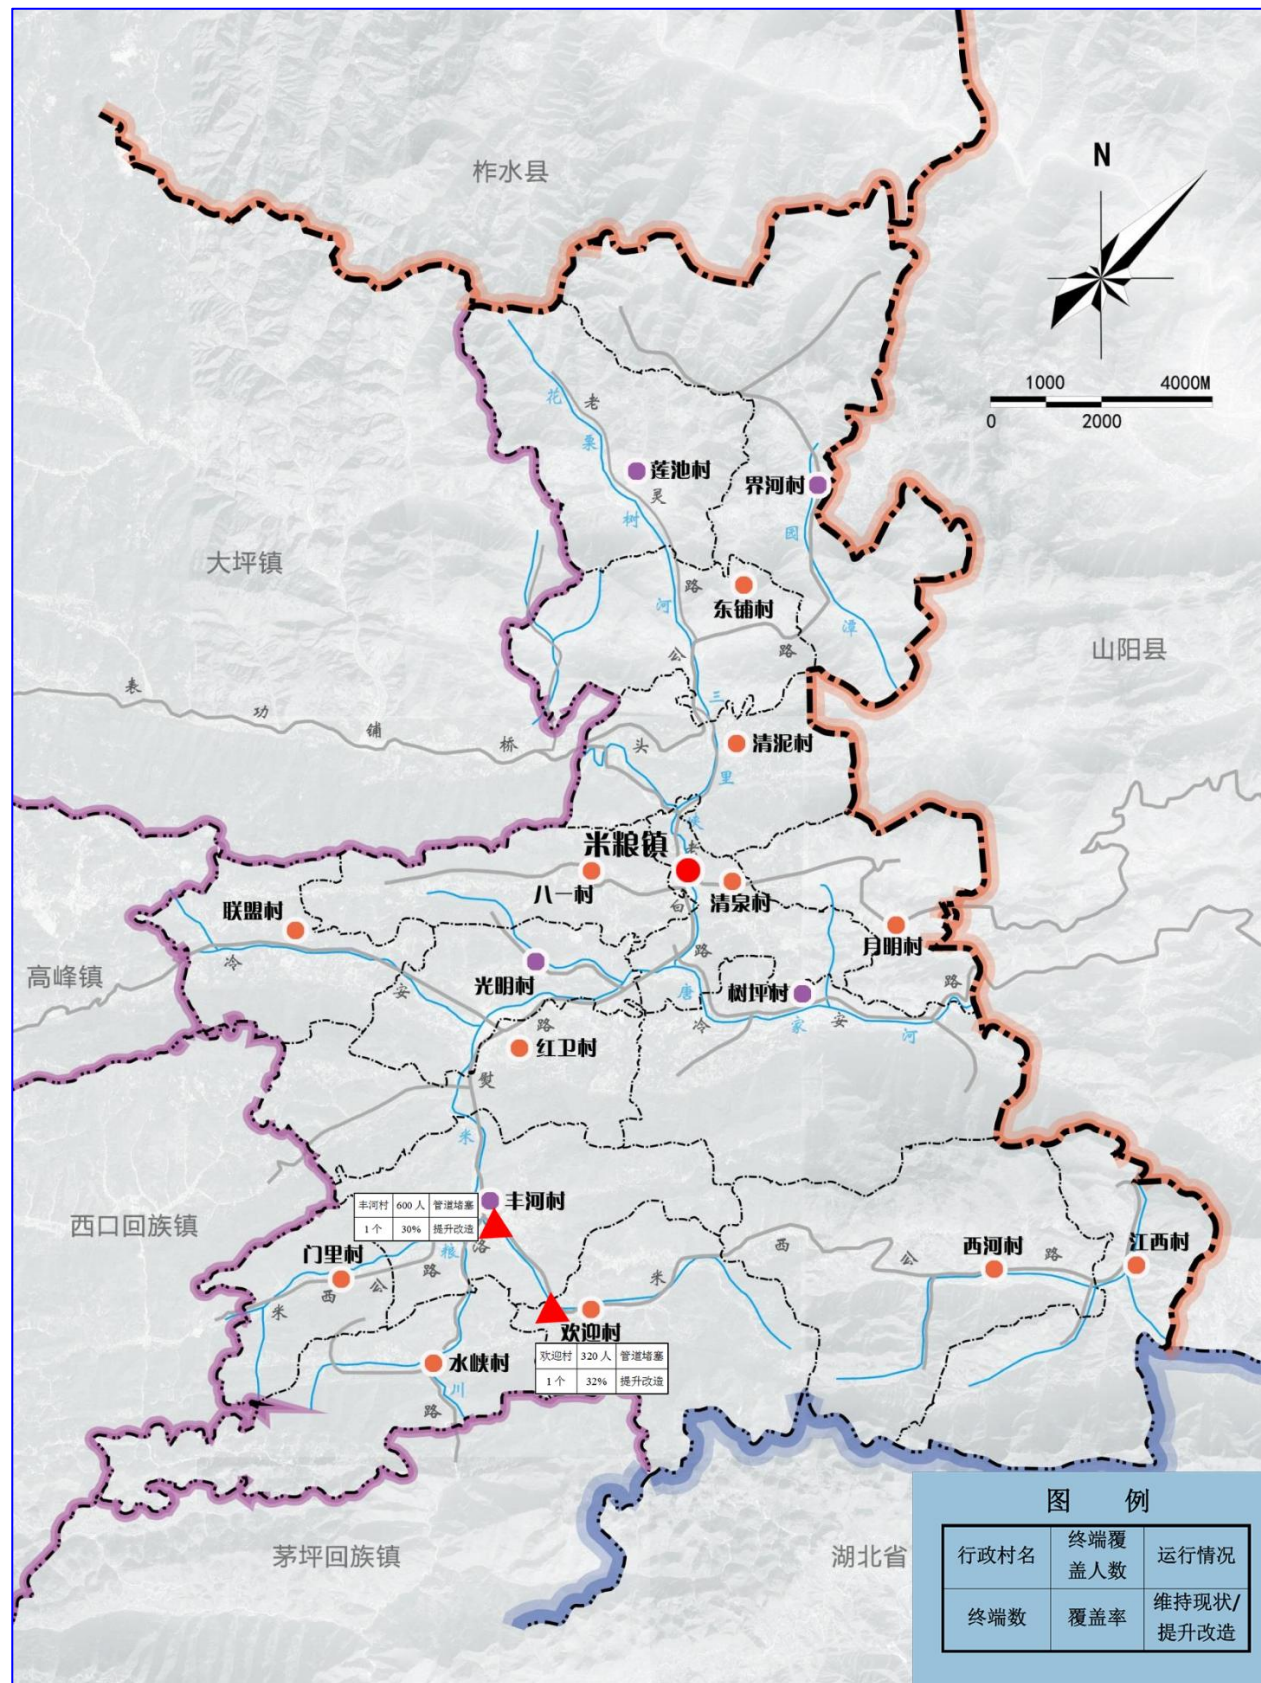 柞水县
N
1000 4000M
0 2000
花
老
栗
莲池村
界河村
灵
树
园
大坪镇
路
河
东铺村
潭
公
路
山阳县
表
功
铺
桥
头
三
清泥村
里
峡
米粮镇
老
八一村
清泉村
联盟村
白
月明村
高峰镇
冷
安
光明村
路
唐
树坪村
路
冷
家
安
河
路
红卫村
熨
米
丰河村 600人 管道堵塞
1个 30% 提升改造
丰河村
西口回族镇
门里村
粮
洛
路
公
西
米
米
西
公
西河村
路
江西村
欢迎村
欢迎村 320人 管道堵塞
1个 32% 提升改造
水峡村
川
路
茅坪回族镇
湖北省
图 例
行政村名 终端覆盖人数 运行情况
终端数 覆盖率 维持现状/提升改造